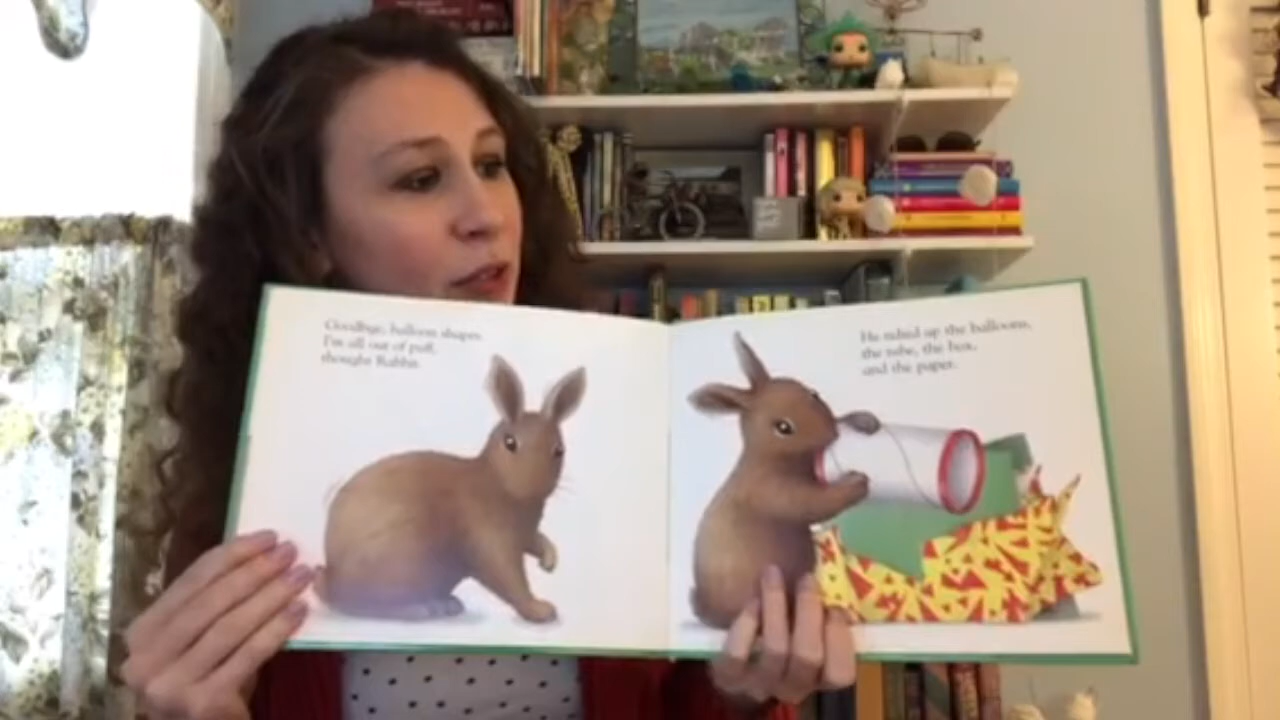 Goodbye, balloon shapes.
I'm all out of puff,
thought Rabbit.
He rolled up the balloons,
the tube, the box,
and the paper.